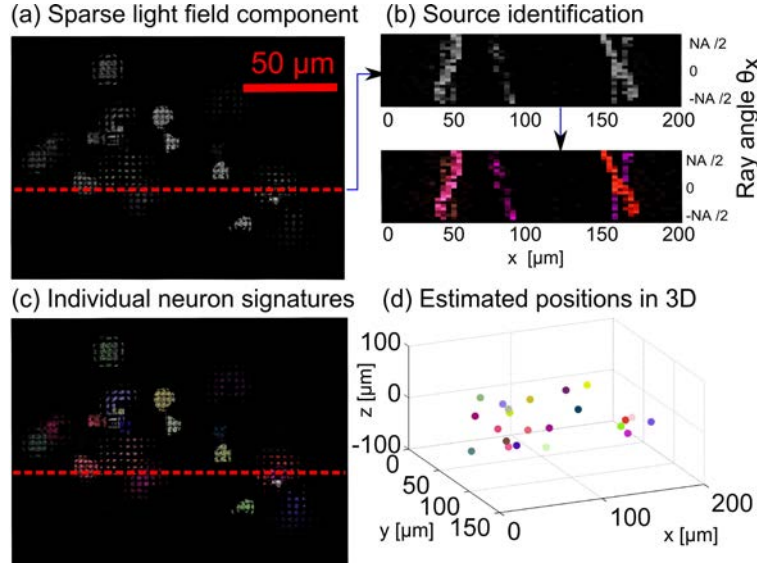 (a) Sparse light field component
50 μm
(b) Source identification
NA /2
0
-NA /2
0 50 100 150 200
NA /2
0
-NA /2
0 50 100 150 200
x [μm]
Ray angle θx
(c) Individual neuron signatures
(d) Estimated positions in 3D
100
0
-100
z [μm]
0
50
100
150
y [μm]
0
100
200
x [μm]